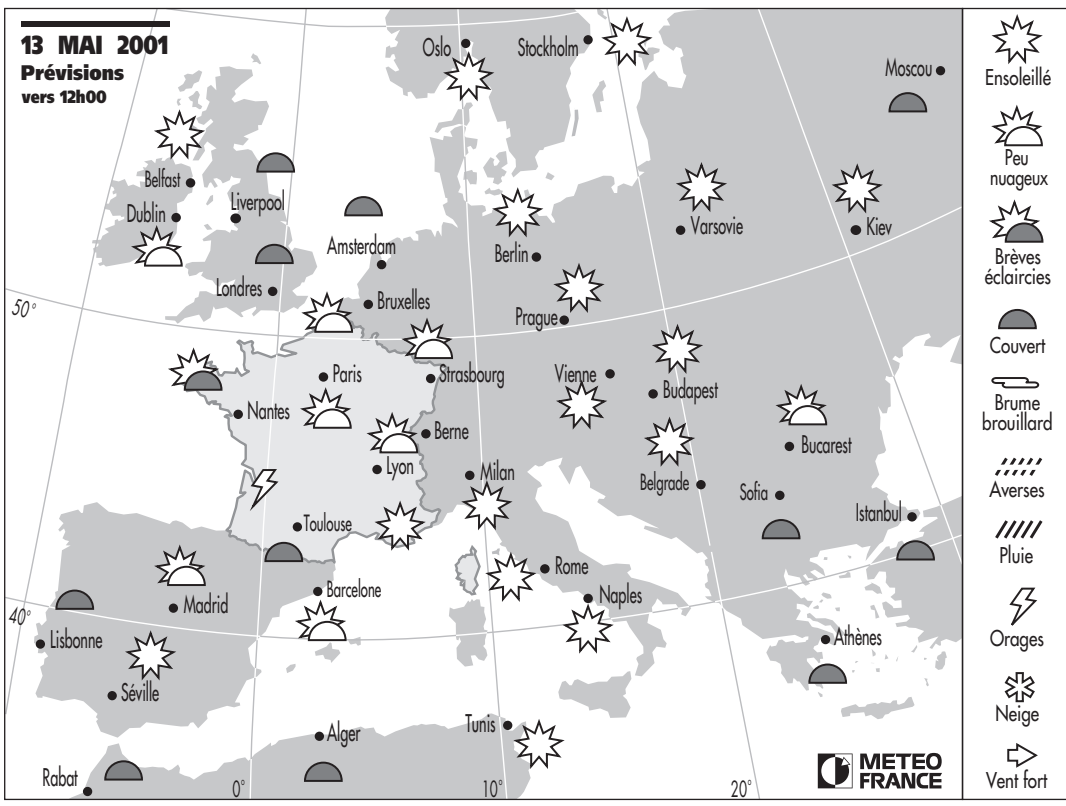 13 MAI 2001
Prévisions
vers 12h00
Oslo
Stockholm
Moscou
Belfast
Dublin
Liverpool
Amsterdam
Berlin
Varsovie
Kiev
Londres
Bruxelles
50°
Prague
Paris
Strasbourg
Vienne
Budapest
Nantes
Berne
Bucarest
Lyon
Milan
Belgrade
Sofia
Istanbul
Toulouse
Rome
Barcelone
Naples
Madrid
40°
Lisbonne
Athènes
Séville
Tunis
Alger
Rabat
0°
10°
20°
METEO
FRANCE
Ensoleillé
Peu
nuageux
Brèves
éclaircies
Couvert
Brume
brouillard
Averses
Pluie
Orages
Neige
Vent fort